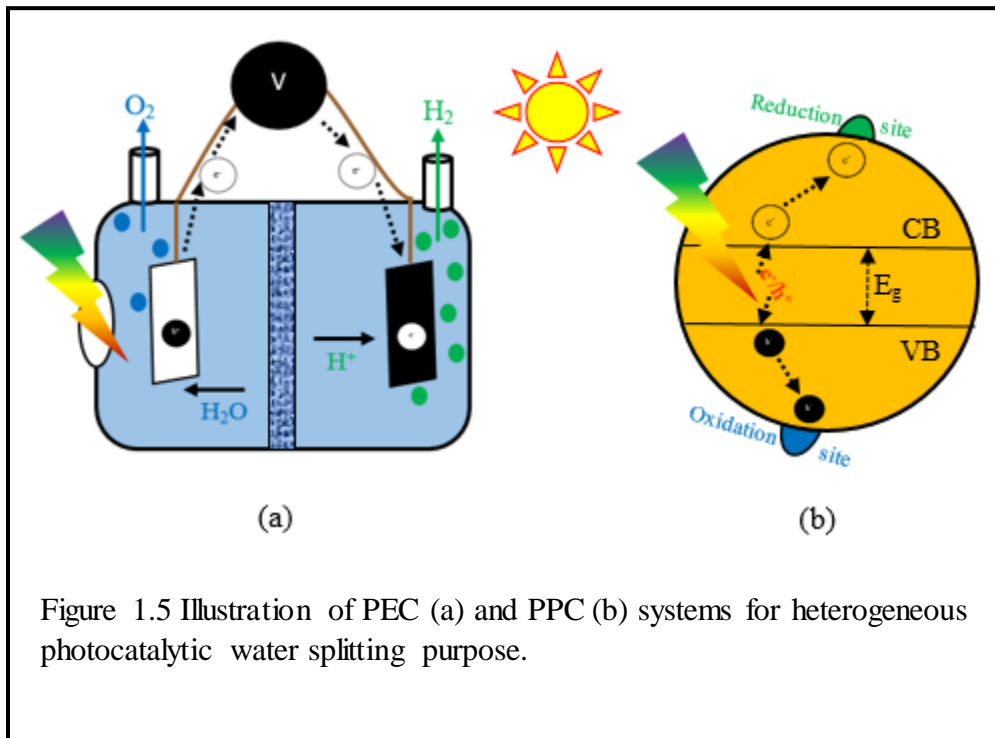 V
O₂
H₂
e⁻
e⁻
h⁺
e⁻
H⁺
H₂O
(a)
Reduction site
e⁻
e⁻
CB
e⁻/h⁺
E_g
VB
Oxidation site
(b)
Figure 1.5 Illustration of PEC (a) and PPC (b) systems for heterogeneous
photocatalytic water splitting purpose.